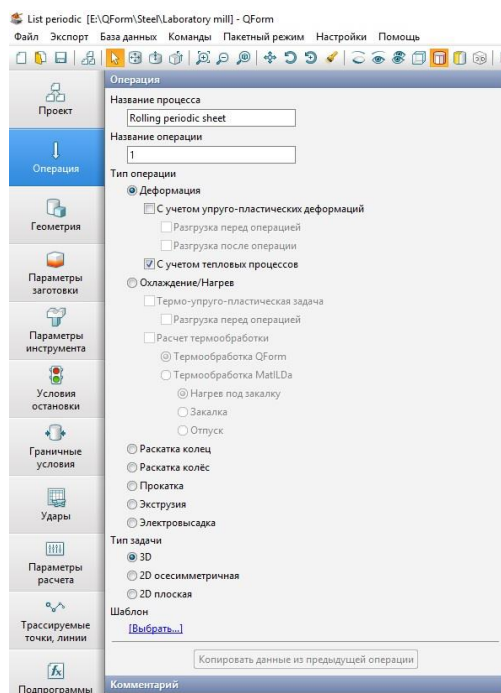 List periodic [E:\QForm\Steel\Laboratory mill] - QForm
Файл Экспорт База данных Команды Пакетный режим Настройки Помощь
Проект
Операция
Геометрия
Параметры
заготовки
Параметры
инструмента
Условия
остановки
Граничные
условия
Удары
Параметры
расчета
Трассируемые
точки, линии
Подпрограммы
Операция
Название процесса
Rolling periodic sheet
Название операции
1
Тип операции
Деформация
С учетом упруго-пластических деформаций
Разгрузка перед операцией
Разгрузка после операции
С учетом тепловых процессов
Охлаждение/Нагрев
Термо-упруго-пластическая задача
Разгрузка перед операцией
Расчет термообработки
Термообработка QForm
Термообработка MatILDa
Нагрев под закалку
Закалка
Отпуск
Раскатка колец
Раскатка колёс
Прокатка
Экструзия
Электровысадка
Тип задачи
3D
2D осесимметричная
2D плоская
Шаблон
[Выбрать...]
Копировать данные из предыдущей операции
Комментарий